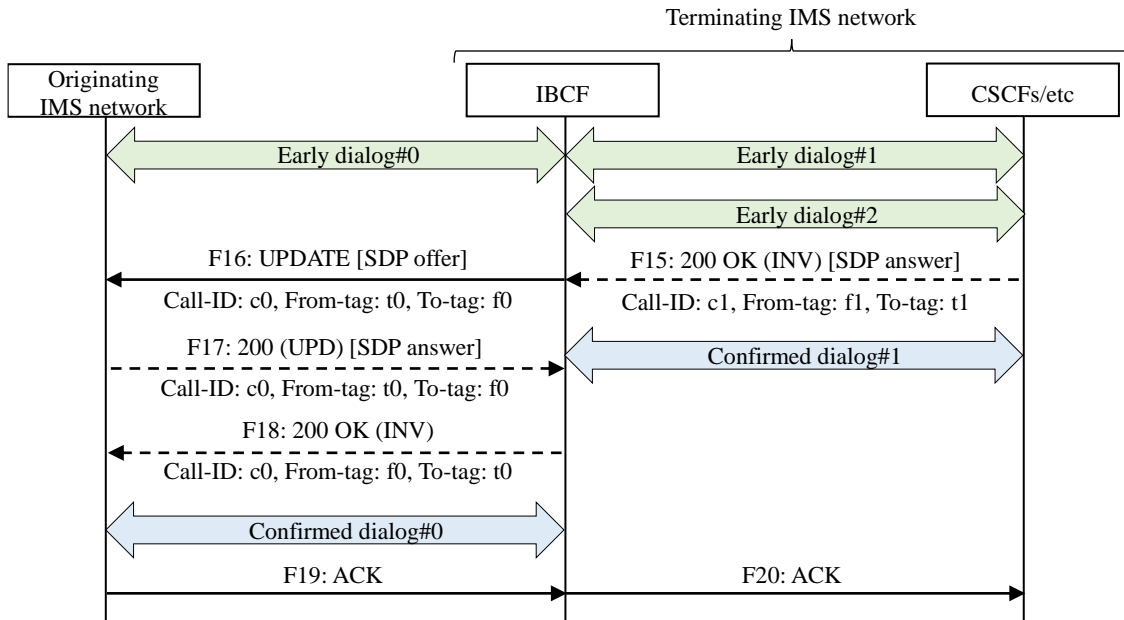 Terminating IMS network
Originating
IMS network
IBCF
CSCFs/etc
Early dialog#0
Early dialog#1
Early dialog#2
F16: UPDATE [SDP offer]
F15: 200 OK (INV) [SDP answer]
Call-ID: c0, From-tag: t0, To-tag: f0
Call-ID: c1, From-tag: f1, To-tag: t1
F17: 200 (UPD) [SDP answer]
Confirmed dialog#1
Call-ID: c0, From-tag: t0, To-tag: f0
F18: 200 OK (INV)
Call-ID: c0, From-tag: f0, To-tag: t0
Confirmed dialog#0
F19: ACK
F20: ACK